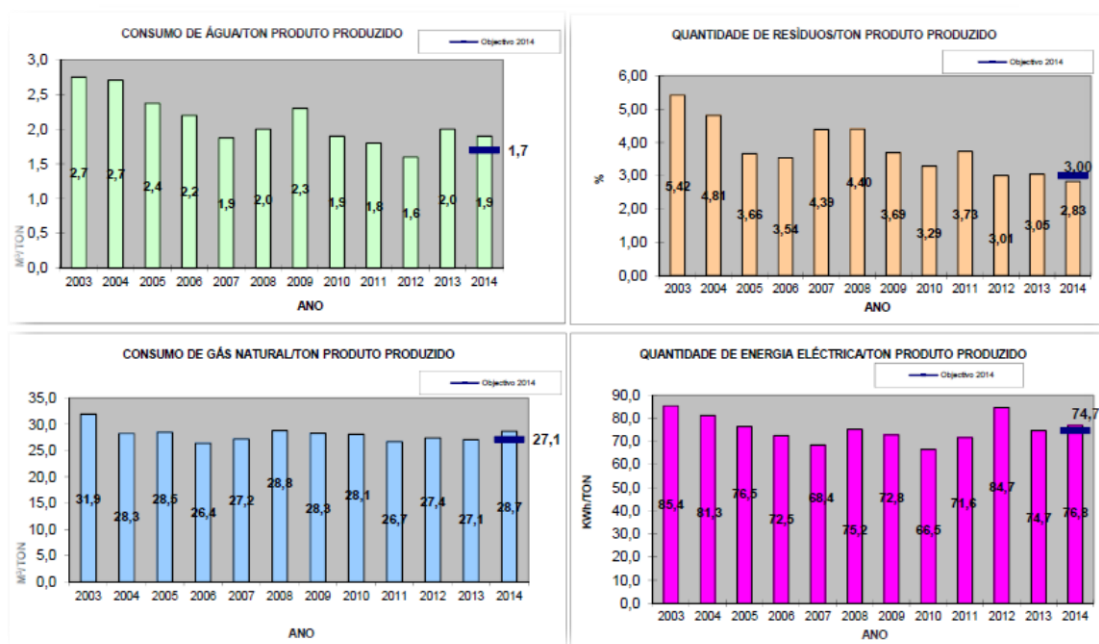 CONSUMO DE ÁGUA/TON PRODUTO PRODUZIDO
Objectivo 2014
3,0
2,5
2,0
1,5
1,0
0,5
0,0
M³/TON
2,7 2,7 2,4 2,2 1,9 2,0 2,3 1,9 1,8 1,6 2,0 1,9
1,7
2003 2004 2005 2006 2007 2008 2009 2010 2011 2012 2013 2014
ANO
QUANTIDADE DE RESÍDUOS/TON PRODUTO PRODUZIDO
Objectivo 2014
6,00
5,00
4,00
3,00
2,00
1,00
0,00
%
5,42 4,81 3,66 3,54 4,39 4,40 3,69 3,29 3,73 3,01 3,05 2,83
3,00
2003 2004 2005 2006 2007 2008 2009 2010 2011 2012 2013 2014
ANO
CONSUMO DE GÁS NATURAL/TON PRODUTO PRODUZIDO
Objectivo 2014
35,0
30,0
25,0
20,0
15,0
10,0
5,0
0,0
M³/TON
31,9 28,3 28,5 26,4 27,2 28,8 28,3 28,1 26,7 27,4 27,1 28,7
27,1
2003 2004 2005 2006 2007 2008 2009 2010 2011 2012 2013 2014
ANO
QUANTIDADE DE ENERGIA ELÉCTRICA/TON PRODUTO PRODUZIDO
Objectivo 2014
90,0
80,0
70,0
60,0
50,0
40,0
30,0
20,0
10,0
0,0
KWh/TON
85,4 81,3 76,5 72,5 68,4 75,2 72,8 66,5 71,6 84,7 74,7 76,8
74,7
2003 2004 2005 2006 2007 2008 2009 2010 2011 2012 2013 2014
ANO